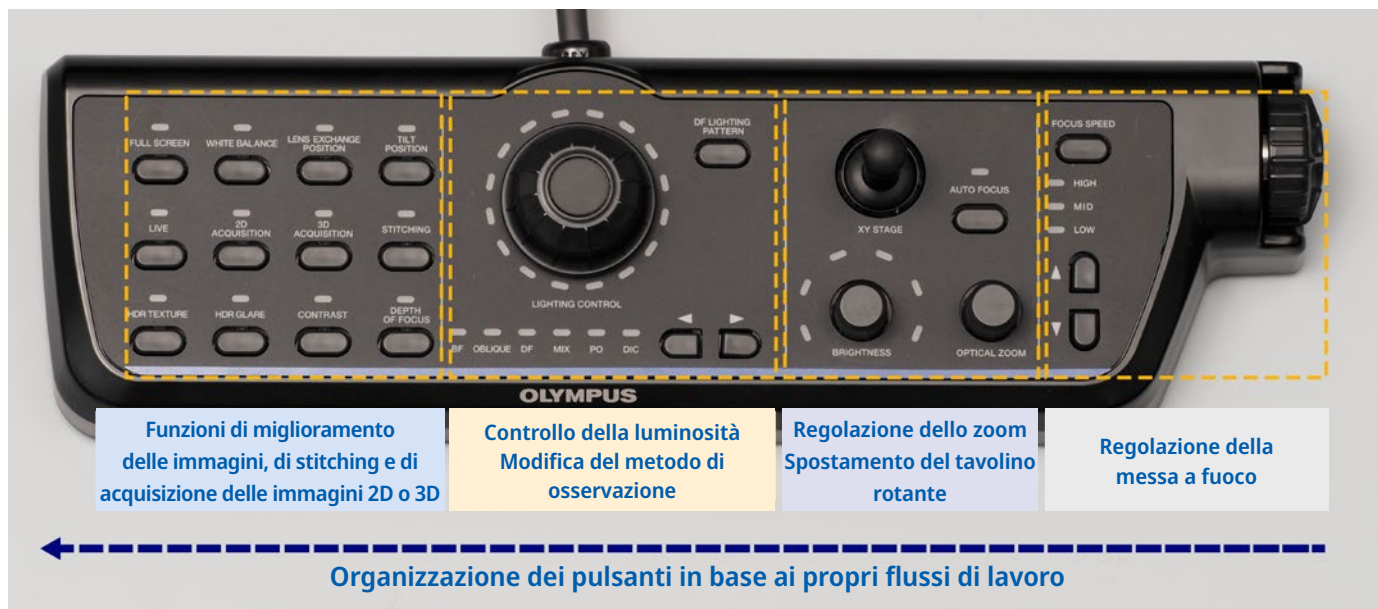 FULL SCREEN
WHITE BALANCE
LENS EXCHANGE
POSITION
TILT
POSITION
LIVE
2D
ACQUISITION
3D
ACQUISITION
STITCHING
HDR TEXTURE
HDR GLARE
CONTRAST
DEPTH
OF FOCUS
DF LIGHTING
PATTERN
LIGHTING CONTROL
BF OBLIQUE DF MIX PO DIC
◀ ▶
XY STAGE
AUTO FOCUS
BRIGHTNESS
OPTICAL ZOOM
FOCUS SPEED
HIGH
MID
LOW
▲
▼
OLYMPUS
Funzioni di miglioramento
delle immagini, di stitching e di
acquisizione delle immagini 2D o 3D
Controllo della luminosità
Modifica del metodo di
osservazione
Regolazione dello zoom
Spostamento del tavolino
rotante
Regolazione della
messa a fuoco
Organizzazione dei pulsanti in base ai propri flussi di lavoro